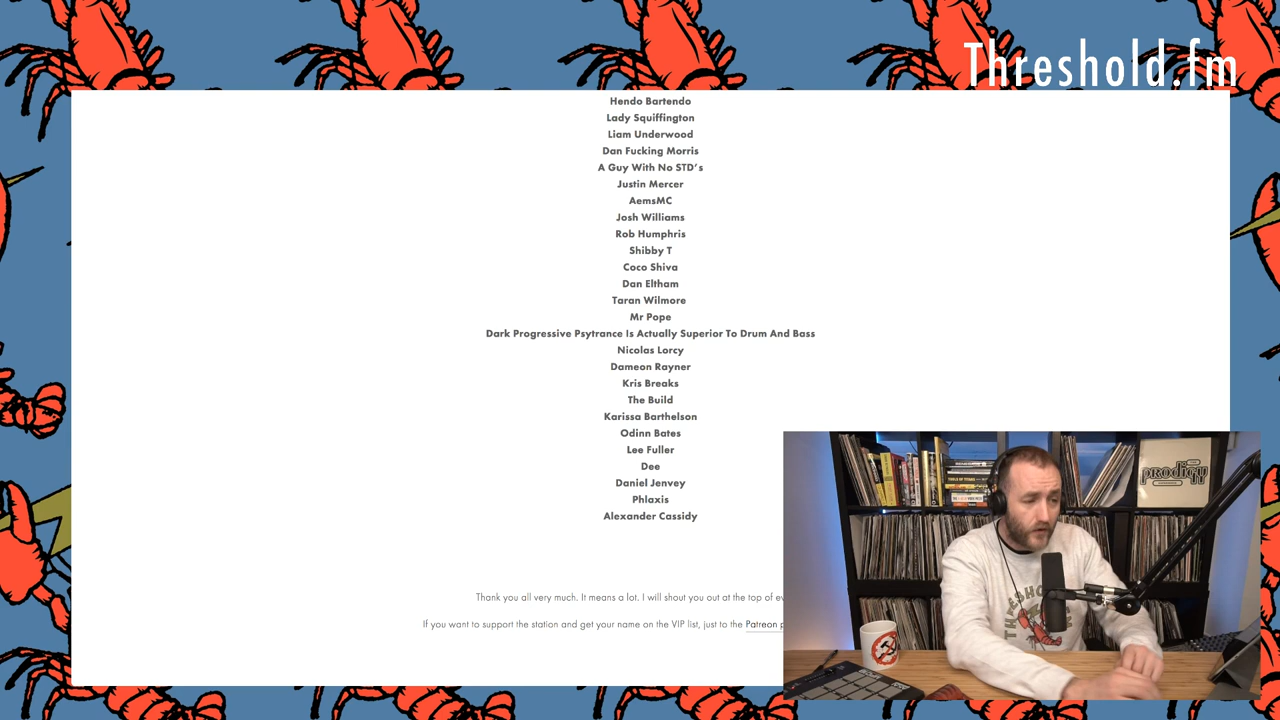 Threshold.fm
Hendo Bartendo
Lady Squiffington
Liam Underwood
Dan Fucking Morris
A Guy With No STD's
Justin Mercer
AemsMC
Josh Williams
Rob Humphris
Shibby T
Coco Shiva
Dan Eltham
Taran Wilmore
Mr Pope
Dark Progressive Psytrance Is Actually Superior To Drum And Bass
Nicolas Lorcy
Dameon Rayner
Kris Breaks
The Build
Karissa Barthelson
Odinn Bates
Lee Fuller
Dee
Daniel Jenvey
Phlaxis
Alexander Cassidy
Thank you all very much. It means a lot. I will shout you out at the top of
If you want to support the station and get your name on the VIP list, just to the Patreon
prodigy
TOOLS OF TITANS